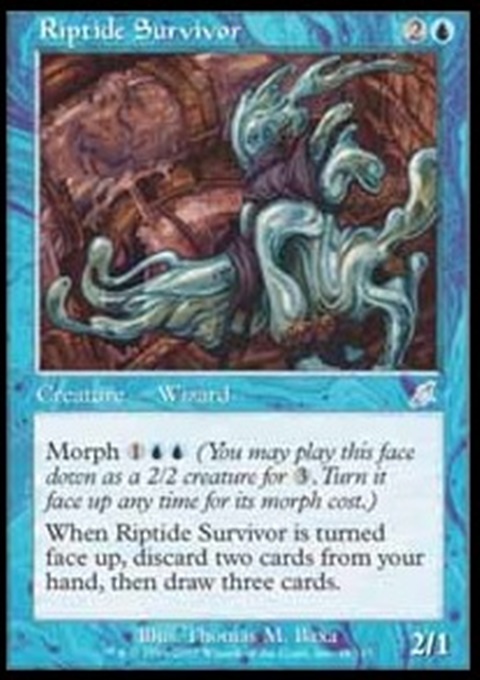 Riptide Survivor 2
Creature Wizard
Morph 1 (You may play this face
down as a 2/2 creature for 3. Turn it
face up any time for its morph cost.)
When Riptide Survivor is turned
face up, discard two cards from your
hand, then draw three cards.
Illus. Thomas M. Baxa
2/1